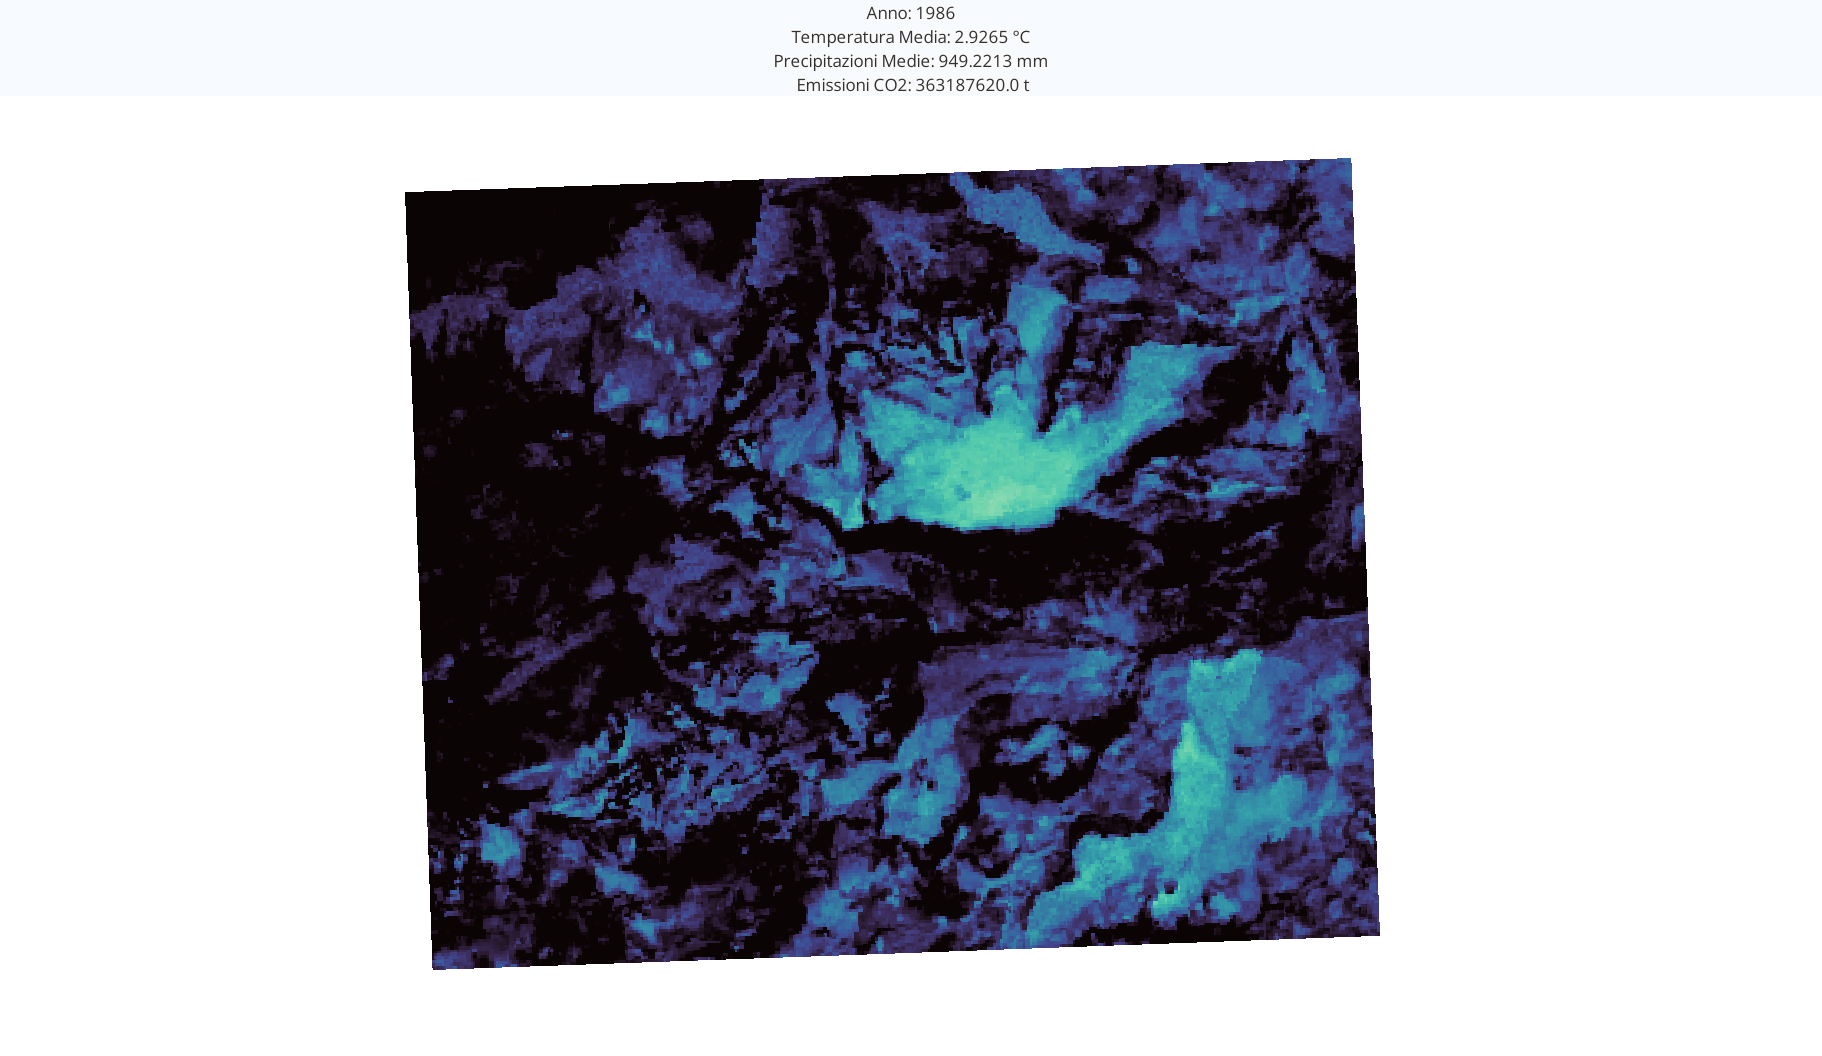 Anno: 1986
Temperatura Media: 2.9265 °C
Precipitazioni Medie: 949.2213 mm
Emissioni CO2: 363187620.0 t